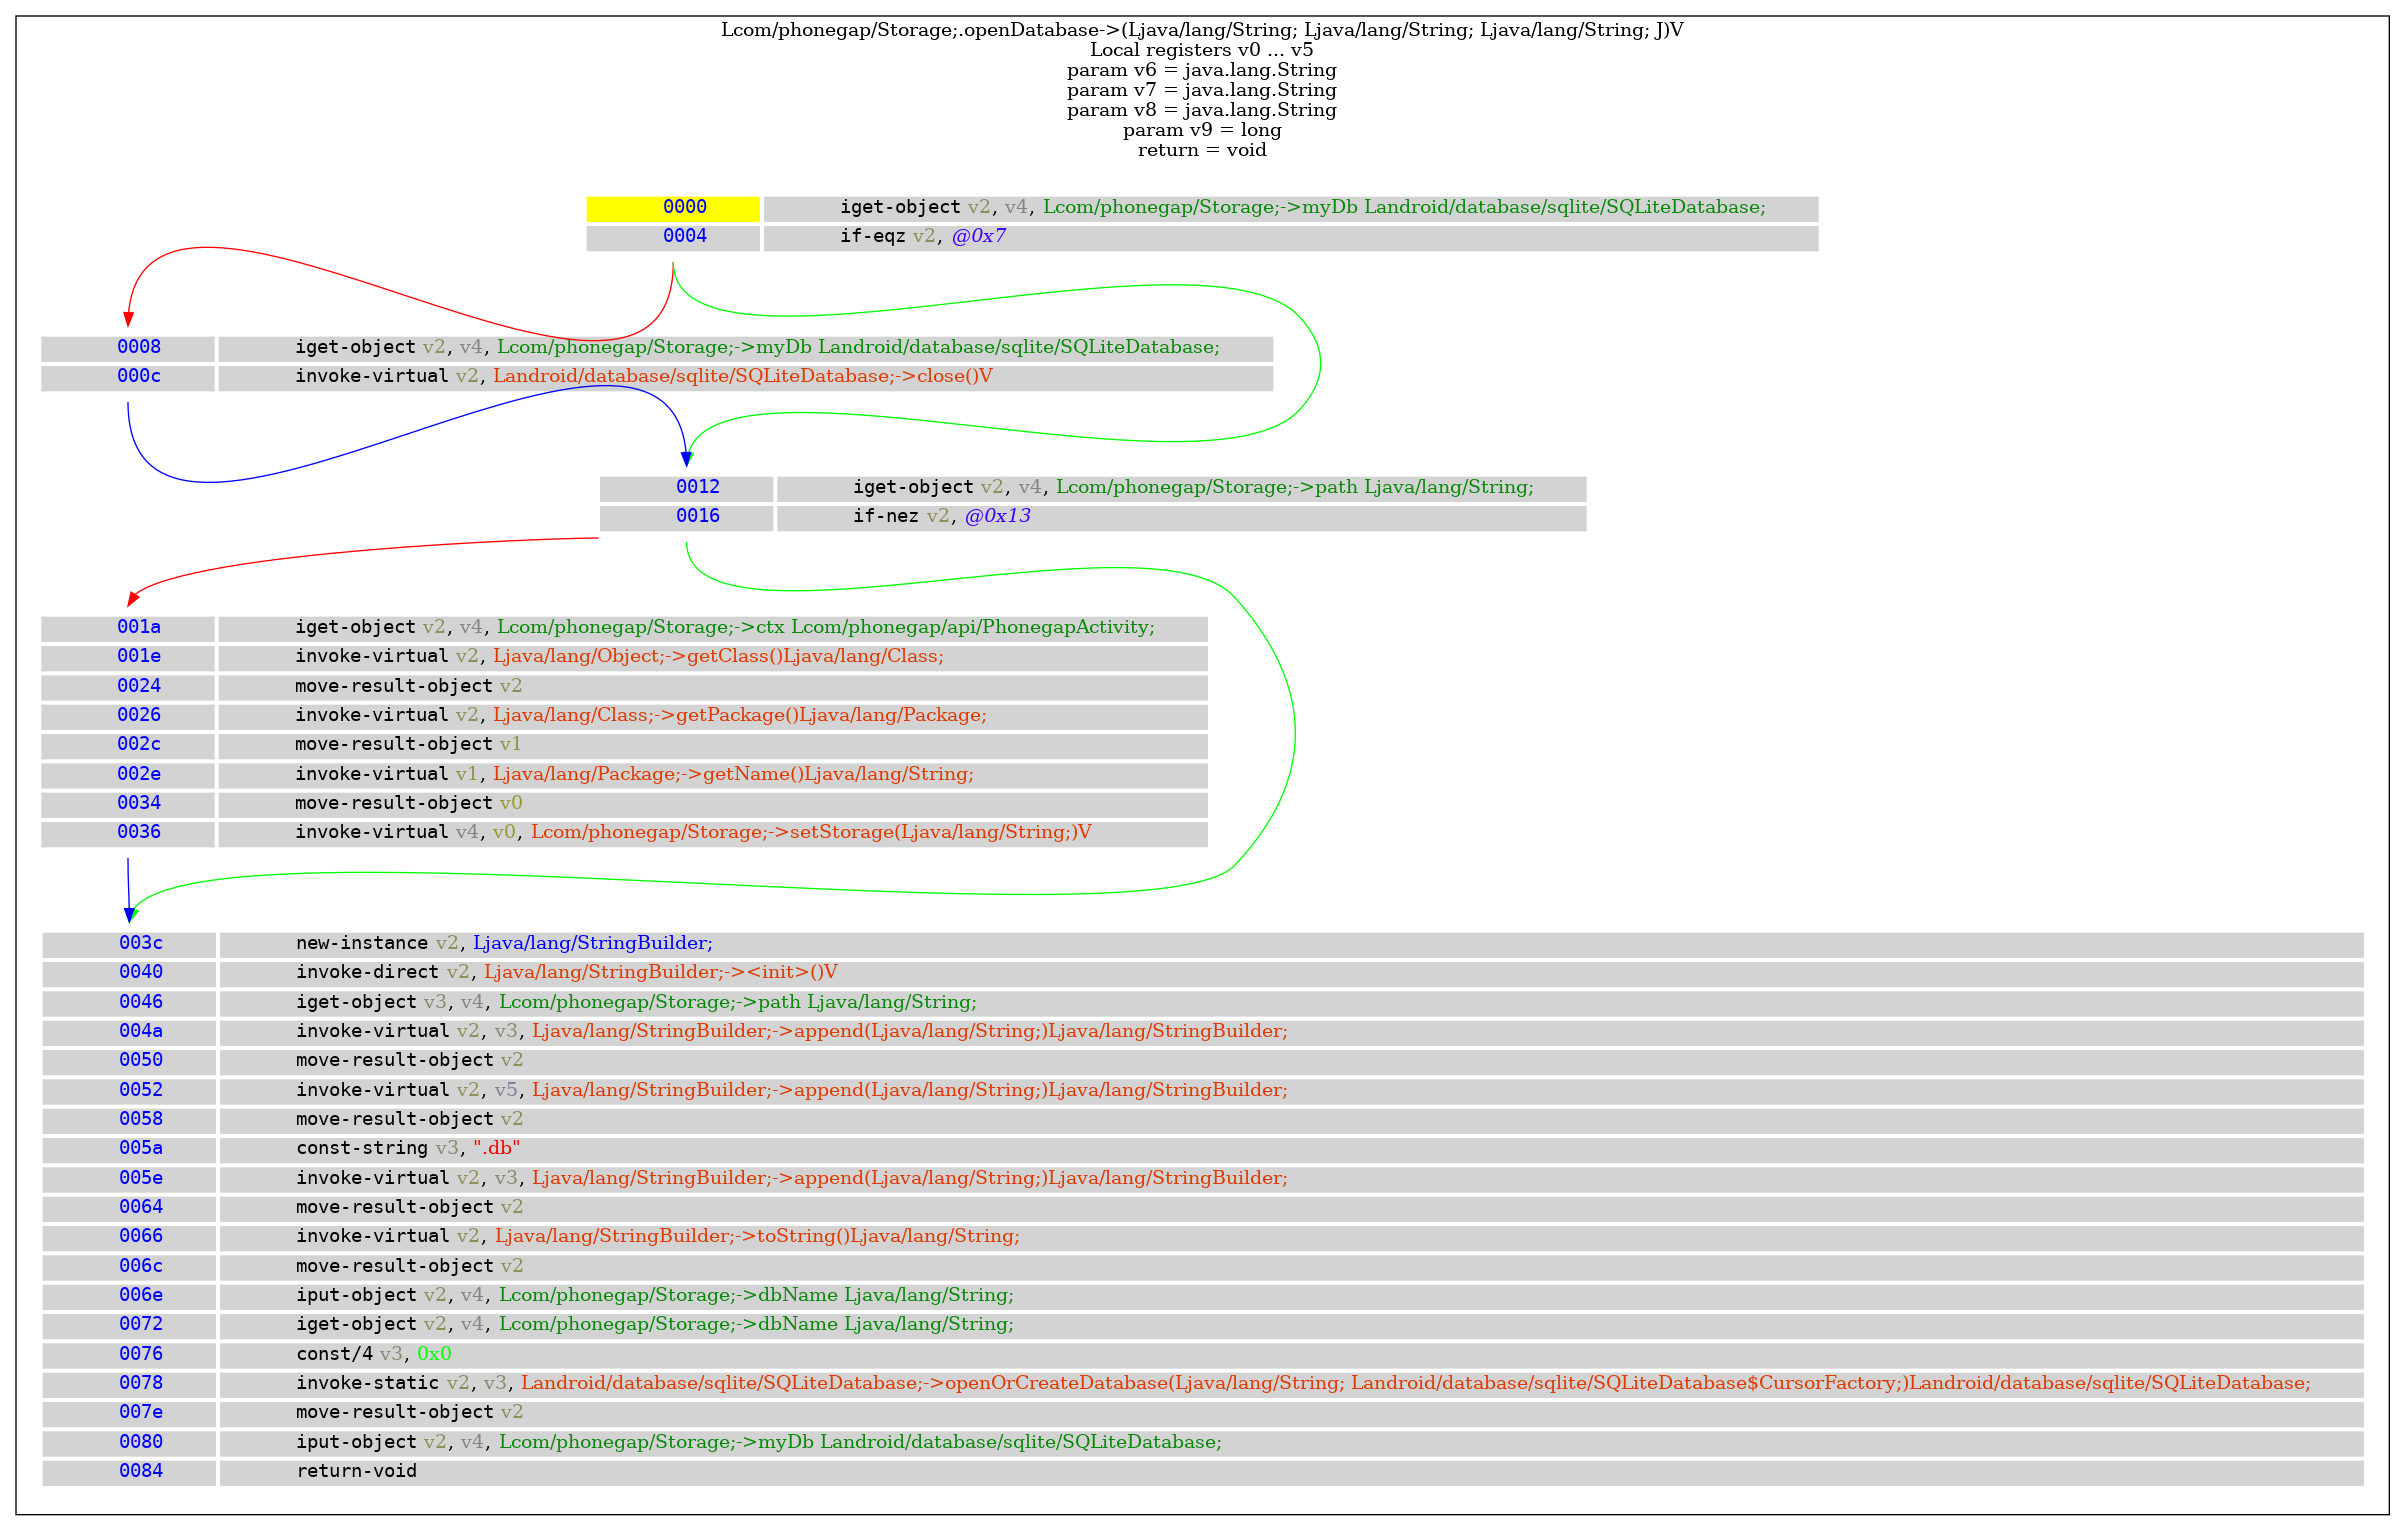 Lcom/phonegap/Storage;.openDatabase->(Ljava/lang/String; Ljava/lang/String; Ljava/lang/String; J)V
Local registers v0 ... v5
param v6 = java.lang.String
param v7 = java.lang.String
param v8 = java.lang.String
param v9 = long
return = void
0000 iget-object v2, v4, Lcom/phonegap/Storage;->myDb Landroid/database/sqlite/SQLiteDatabase;
0004 if-eqz v2, @0x7
0008 iget-object v2, v4, Lcom/phonegap/Storage;->myDb Landroid/database/sqlite/SQLiteDatabase;
000c invoke-virtual v2, Landroid/database/sqlite/SQLiteDatabase;->close()V
0012 iget-object v2, v4, Lcom/phonegap/Storage;->path Ljava/lang/String;
0016 if-nez v2, @0x13
001a iget-object v2, v4, Lcom/phonegap/Storage;->ctx Lcom/phonegap/api/PhonegapActivity;
001e invoke-virtual v2, Ljava/lang/Object;->getClass()Ljava/lang/Class;
0024 move-result-object v2
0026 invoke-virtual v2, Ljava/lang/Class;->getPackage()Ljava/lang/Package;
002c move-result-object v1
002e invoke-virtual v1, Ljava/lang/Package;->getName()Ljava/lang/String;
0034 move-result-object v0
0036 invoke-virtual v4, v0, Lcom/phonegap/Storage;->setStorage(Ljava/lang/String;)V
003c new-instance v2, Ljava/lang/StringBuilder;
0040 invoke-direct v2, Ljava/lang/StringBuilder;-><init>()V
0046 iget-object v3, v4, Lcom/phonegap/Storage;->path Ljava/lang/String;
004a invoke-virtual v2, v3, Ljava/lang/StringBuilder;->append(Ljava/lang/String;)Ljava/lang/StringBuilder;
0050 move-result-object v2
0052 invoke-virtual v2, v5, Ljava/lang/StringBuilder;->append(Ljava/lang/String;)Ljava/lang/StringBuilder;
0058 move-result-object v2
005a const-string v3, ".db"
005e invoke-virtual v2, v3, Ljava/lang/StringBuilder;->append(Ljava/lang/String;)Ljava/lang/StringBuilder;
0064 move-result-object v2
0066 invoke-virtual v2, Ljava/lang/StringBuilder;->toString()Ljava/lang/String;
006c move-result-object v2
006e iput-object v2, v4, Lcom/phonegap/Storage;->dbName Ljava/lang/String;
0072 iget-object v2, v4, Lcom/phonegap/Storage;->dbName Ljava/lang/String;
0076 const/4 v3, 0x0
0078 invoke-static v2, v3, Landroid/database/sqlite/SQLiteDatabase;->openOrCreateDatabase(Ljava/lang/String; Landroid/database/sqlite/SQLiteDatabase$CursorFactory;)Landroid/database/sqlite/SQLiteDatabase;
007e move-result-object v2
0080 iput-object v2, v4, Lcom/phonegap/Storage;->myDb Landroid/database/sqlite/SQLiteDatabase;
0084 return-void